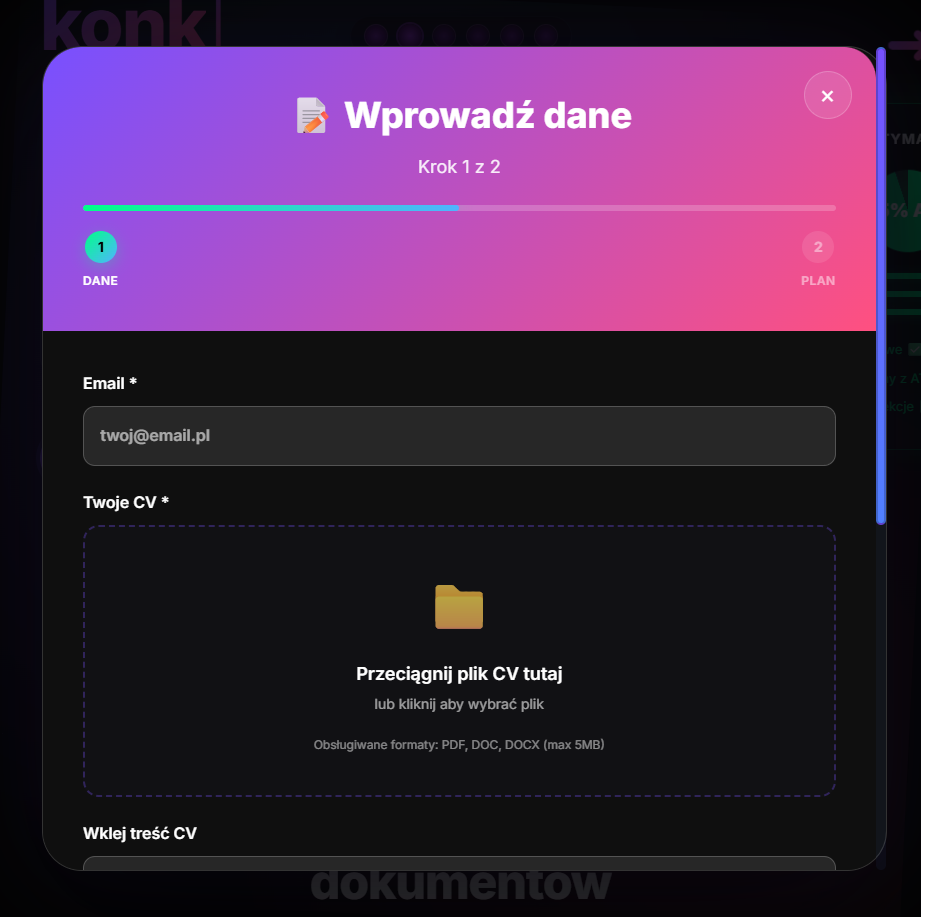 konk
📝 Wprowadź dane
×
Krok 1 z 2
1
2
DANE
PLAN
Email *
twoj@email.pl
Twoje CV *
Przeciągnij plik CV tutaj
lub kliknij aby wybrać plik
Obsługiwane formaty: PDF, DOC, DOCX (max 5MB)
Wklej treść CV
dokumentów